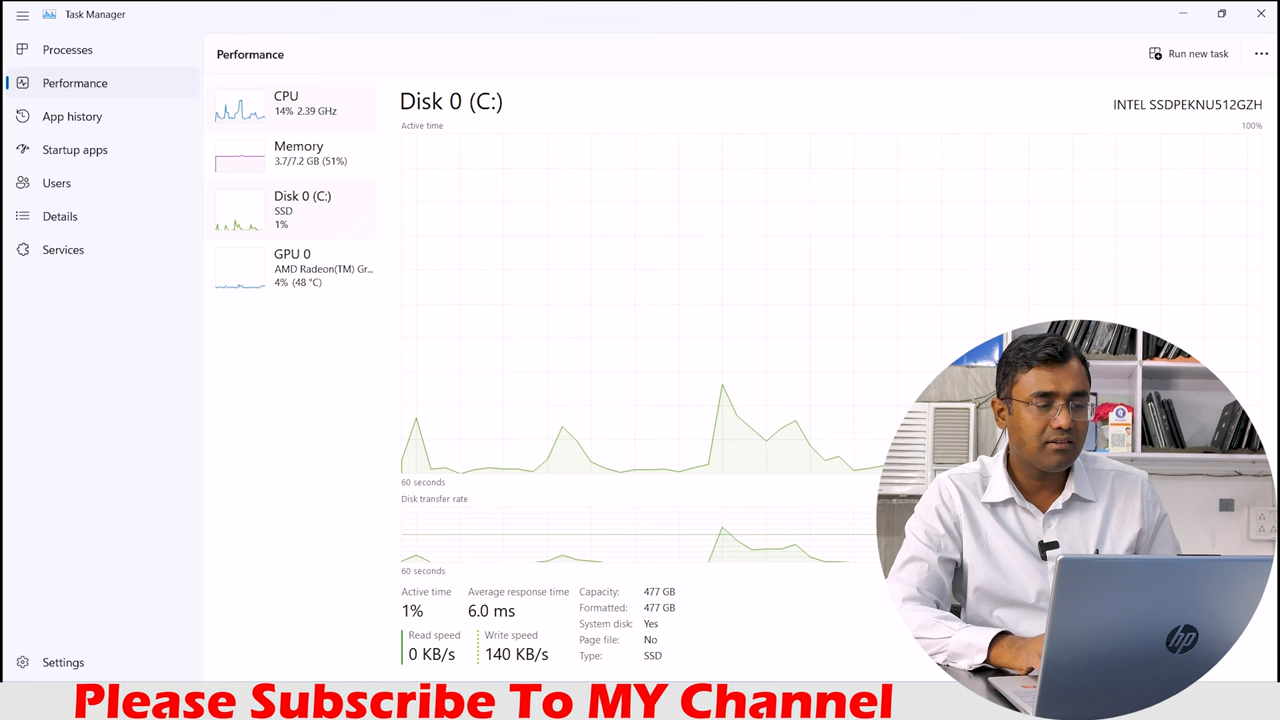 Task Manager
Processes
Performance
App history
Startup apps
Users
Details
Services
Settings
Performance
Run new task
CPU
14% 2.39 GHz
Memory
3.7/7.2 GB (51%)
Disk 0 (C:)
SSD
1%
GPU 0
AMD Radeon(TM) Gr...
4% (48 °C)
Disk 0 (C:)
INTEL SSDPEKNU512GZH
Active time
100%
60 seconds
Disk transfer rate
60 seconds
Active time
1%
Average response time
6.0 ms
Read speed
0 KB/s
Write speed
140 KB/s
Capacity: 477 GB
Formatted: 477 GB
System disk: Yes
Page file: No
Type: SSD
hp
Please Subscribe To MY Channel